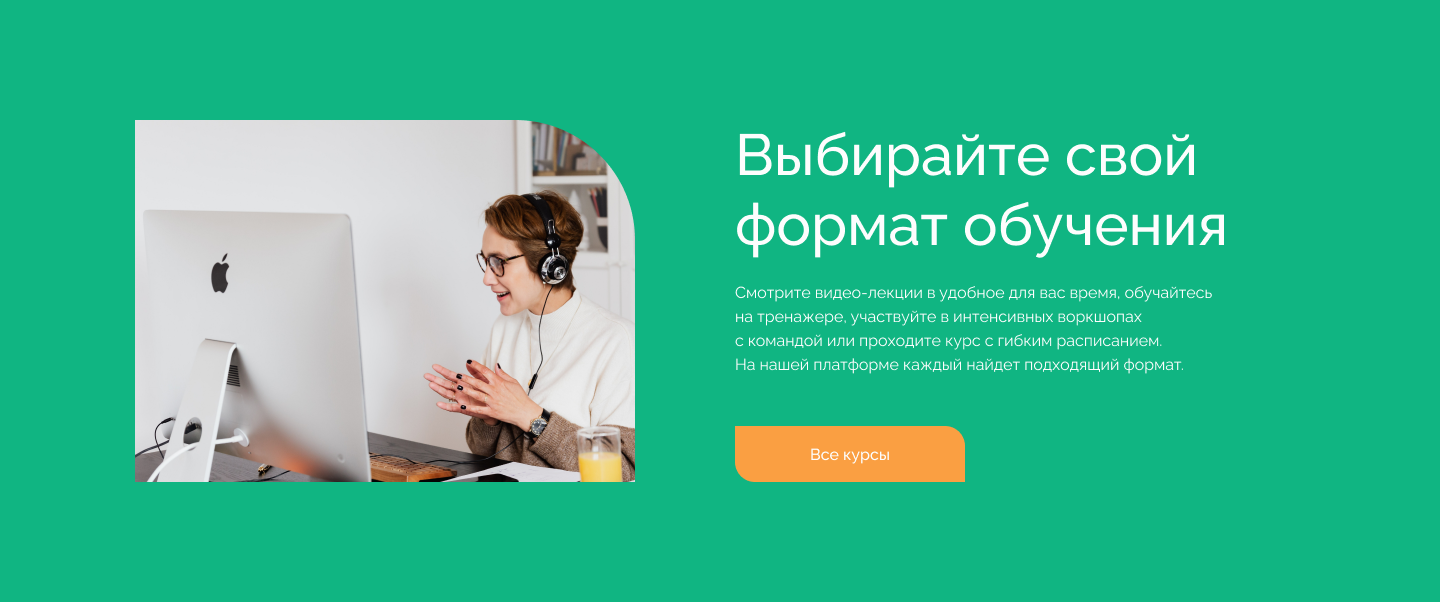 Выбирайте свой
формат обучения
Смотрите видео-лекции в удобное для вас время, обучайтесь
на тренажере, участвуйте в интенсивных воркшопах
с командой или проходите курс с гибким расписанием.
На нашей платформе каждый найдет подходящий формат.
Все курсы